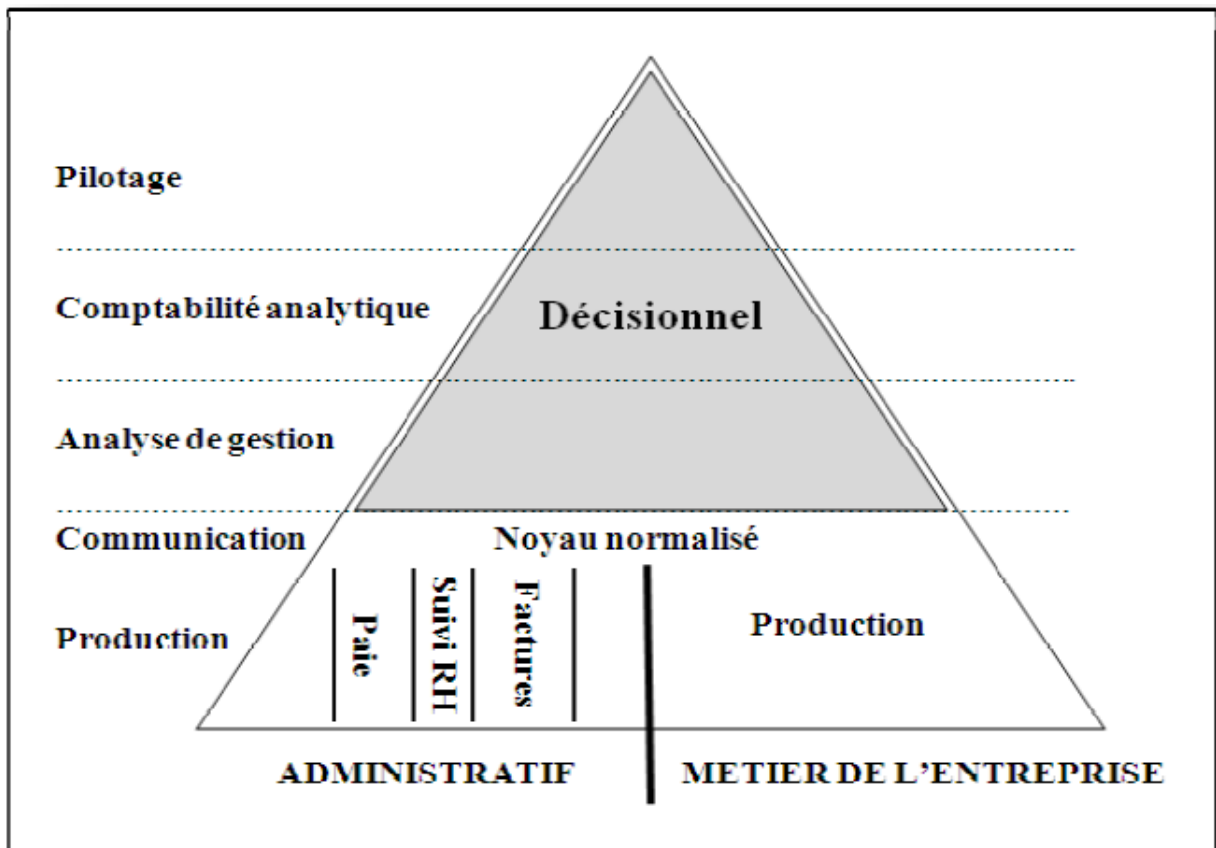 Pilotage
Comptabilité analytique
Décisionnel
Analyse de gestion
Communication
Noyau normalisé
Production
Paie
Suivi RH
Factures
Production
ADMINISTRATIF
METIER DE L'ENTREPRISE